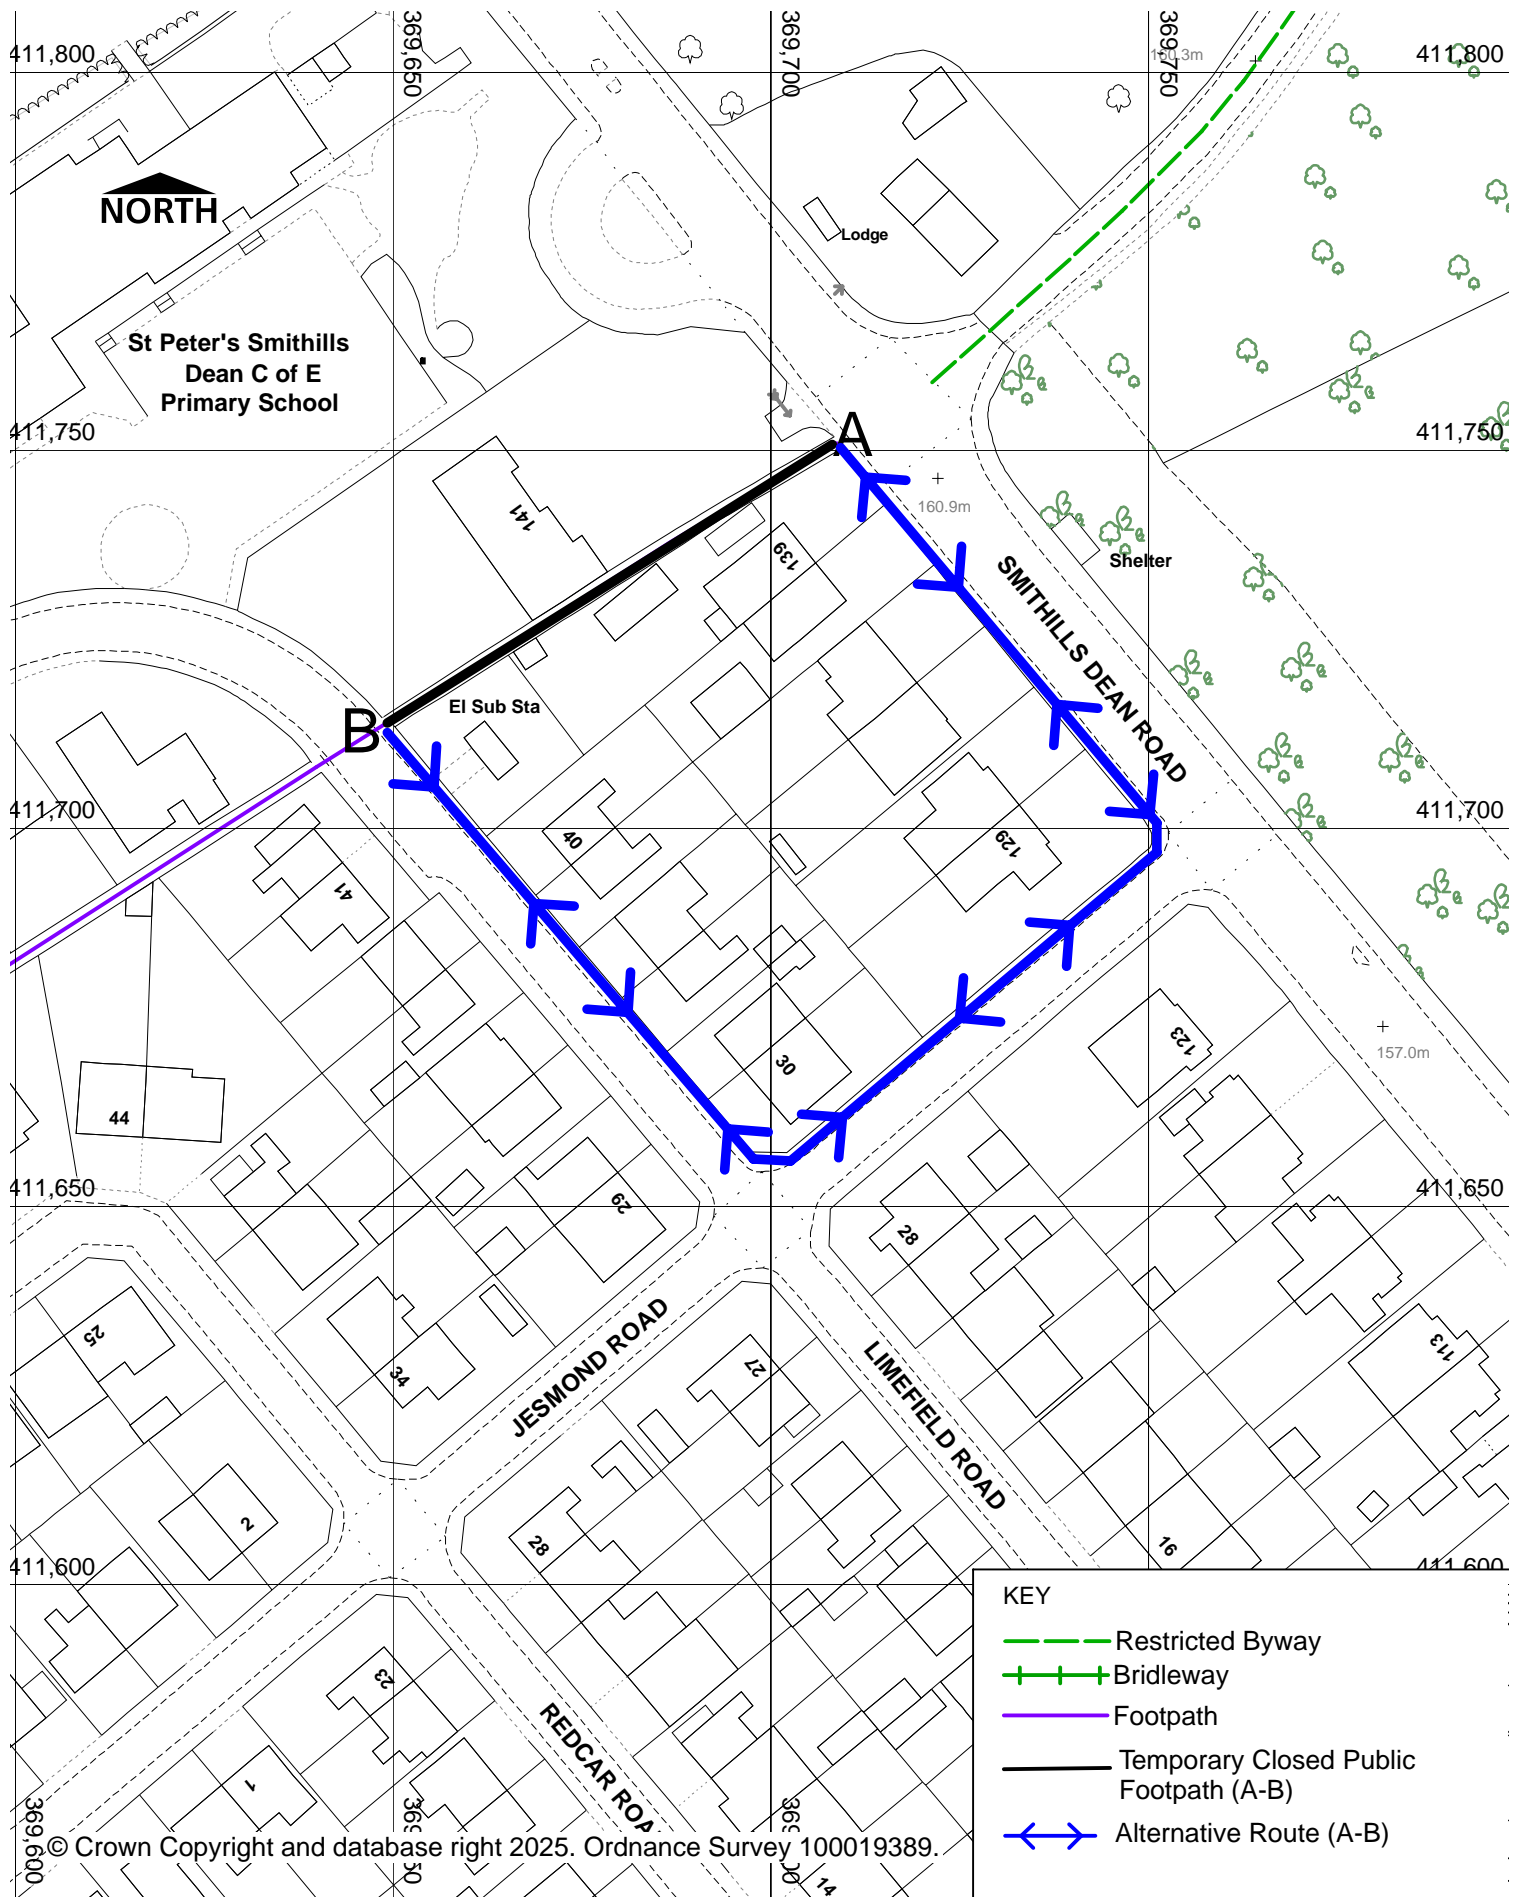 369,650
369,700
369,750
411,800
160.3m
411,800
NORTH
Lodge
St Peter's Smithills
Dean C of E
Primary School
411,750
A
411,750
141
160.9m
139
SMITHILLS DEAN ROAD
Shelter
B
El Sub Sta
411,700
40
129
411,700
41
30
123
157.0m
44
411,650
29
28
411,650
25
34
JESMOND ROAD
27
LIMEFIELD ROAD
113
2
28
16
411,600
411,600
KEY
Restricted Byway
Bridleway
Footpath
Temporary Closed Public
Footpath (A-B)
Alternative Route (A-B)
23
REDCAR ROA
1
369,600
14
© Crown Copyright and database right 2025. Ordnance Survey 100019389.